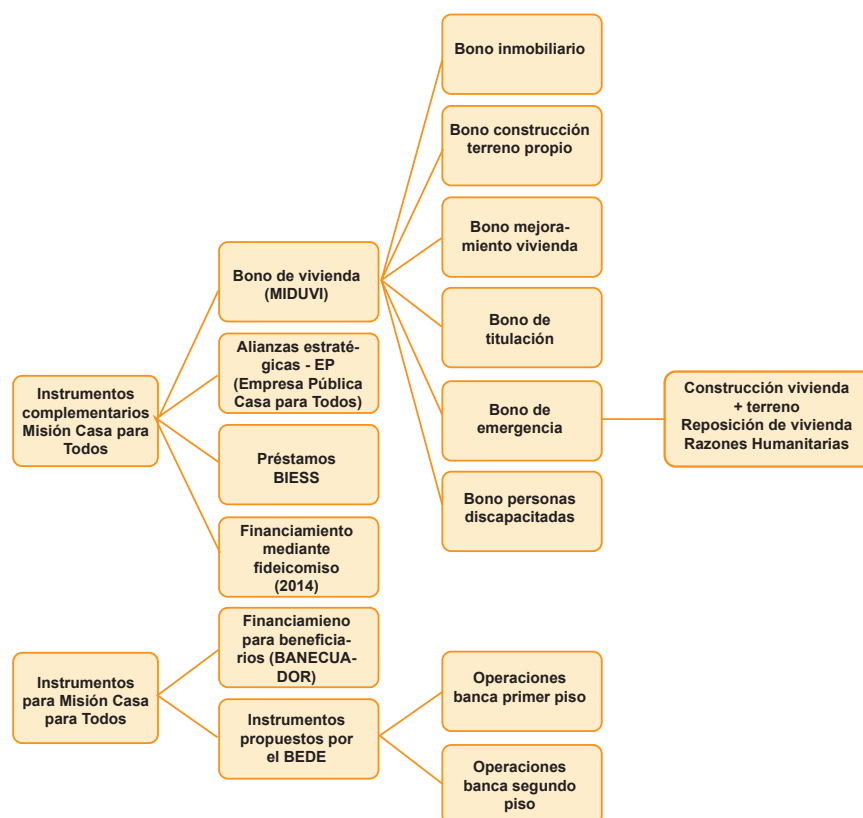 Instrumentos
complementarios
Misión Casa para
Todos
Bono de vivienda
(MIDUVI)
Bono inmobiliario
Bono construcción
terreno propio
Bono mejora-
miento vivienda
Bono de
titulación
Bono de
emergencia
Construcción vivienda
+ terreno
Reposición de vivienda
Razones Humanitarias
Bono personas
discapacitadas
Alianzas estraté-
gicas - EP
(Empresa Pública
Casa para Todos)
Préstamos
BIESS
Financiamiento
mediante
fideicomiso
(2014)
Instrumentos
para Misión Casa
para Todos
Financiamieno
para beneficia-
rios (BANECUA-
DOR)
Instrumentos
propuestos por
el BEDE
Operaciones
banca primer piso
Operaciones
banca segundo
piso